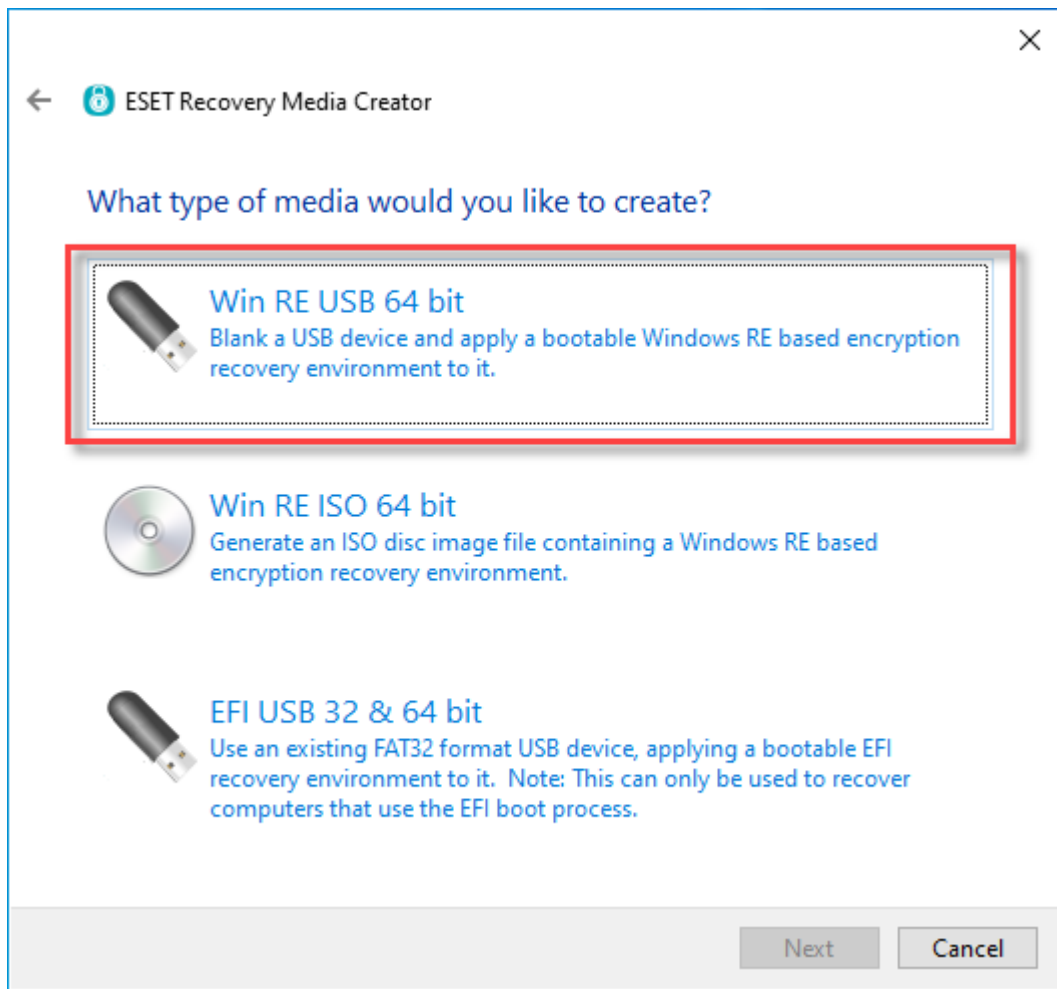 ESET Recovery Media Creator
What type of media would you like to create?
Win RE USB 64 bit
Blank a USB device and apply a bootable Windows RE based encryption
recovery environment to it.
Win RE ISO 64 bit
Generate an ISO disc image file containing a Windows RE based
encryption recovery environment.
EFI USB 32 & 64 bit
Use an existing FAT32 format USB device, applying a bootable EFI
recovery environment to it.  Note: This can only be used to recover
computers that use the EFI boot process.
Next
Cancel